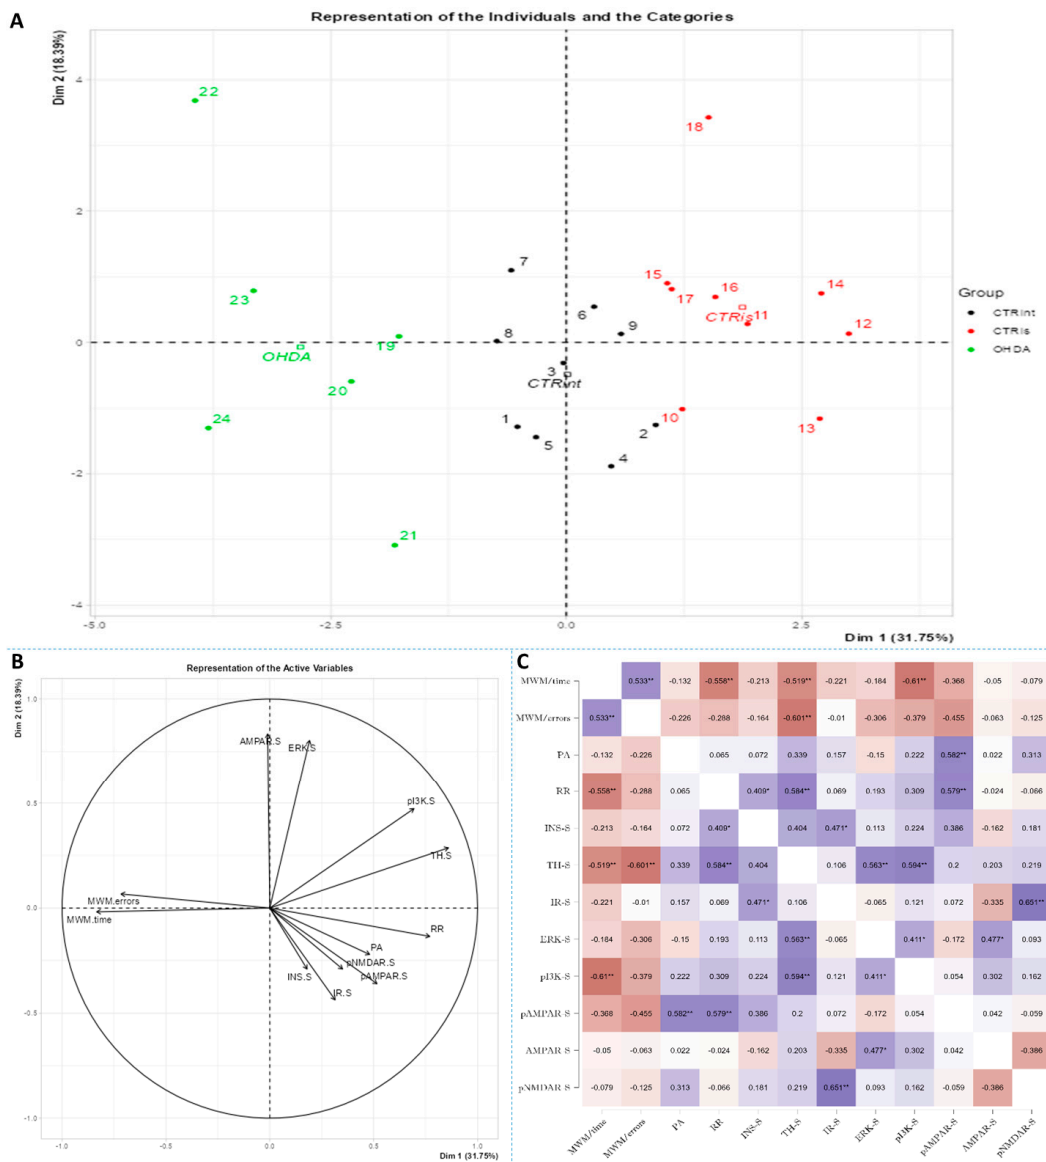 A
Representation of the Individuals and the Categories
Dim 2 (18.39%)
4
2
0
-2
-4
22
18
7
15
16
14
17
23
6
CTRis
11
9
12
8
19
OHDA
3
CTRint
20
24
1
5
2
10
13
4
21
-5.0
-2.5
0.0
2.5
Dim 1 (31.75%)
Group
CTRint
CTRis
OHDA
B
Representation of the Active Variables
Dim 2 (18.39%)
1.0
0.5
0.0
-0.5
-1.0
AMPAR.S
ERK.S
pI3K.S
TH.S
MWM.errors
MWM.time
RR
PA
pNMDAR.S
INS.S
pAMPAR.S
IR.S
-1.0
-0.5
0.0
0.5
1.0
Dim 1 (31.75%)
C
MWM/time 0.533** -0.132 -0.558** -0.213 -0.519** -0.221 -0.184 -0.61** -0.368 -0.05 -0.079
MWM/errors 0.533** -0.226 -0.288 -0.164 -0.601** -0.01 -0.306 -0.379 -0.455 -0.063 -0.125
PA -0.132 -0.226 0.065 0.072 0.339 0.157 -0.15 0.222 0.582** 0.022 0.313
RR -0.558** -0.288 0.065 0.409* 0.584** 0.069 0.193 0.309 0.579** -0.024 -0.066
INS-S -0.213 -0.164 0.072 0.409* 0.404 0.471* 0.113 0.224 0.386 -0.162 0.181
TH-S -0.519** -0.601** 0.339 0.584** 0.404 0.106 0.563** 0.594** 0.2 0.203 0.219
IR-S -0.221 -0.01 0.157 0.069 0.471* 0.106 -0.065 0.121 0.072 -0.335 0.651**
ERK-S -0.184 -0.306 -0.15 0.193 0.113 0.563** -0.065 0.411* -0.172 0.477* 0.093
pI3K-S -0.61** -0.379 0.222 0.309 0.224 0.594** 0.121 0.411* 0.054 0.302 0.162
pAMPAR-S -0.368 -0.455 0.582** 0.579** 0.386 0.2 0.072 -0.172 0.054 0.042 -0.059
AMPAR-S -0.05 -0.063 0.022 -0.024 -0.162 0.203 -0.335 0.477* 0.302 0.042 -0.386
pNMDAR-S -0.079 -0.125 0.313 -0.066 0.181 0.219 0.651** 0.093 0.162 -0.059 -0.386
MWM/time MWM/errors PA RR INS-S TH-S IR-S ERK-S pI3K-S pAMPAR-S AMPAR-S pNMDAR-S